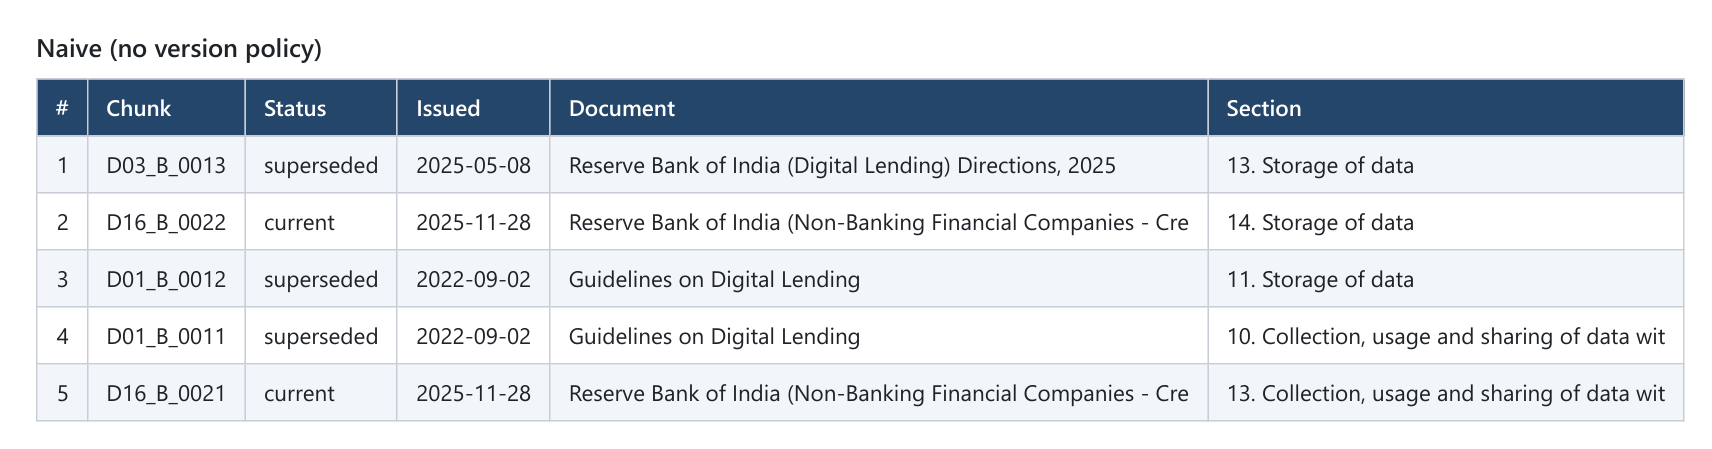 Naive (no version policy)
# Chunk Status Issued Document Section
1 D03_B_0013 superseded 2025-05-08 Reserve Bank of India (Digital Lending) Directions, 2025 13. Storage of data
2 D16_B_0022 current 2025-11-28 Reserve Bank of India (Non-Banking Financial Companies - Cre 14. Storage of data
3 D01_B_0012 superseded 2022-09-02 Guidelines on Digital Lending 11. Storage of data
4 D01_B_0011 superseded 2022-09-02 Guidelines on Digital Lending 10. Collection, usage and sharing of data wit
5 D16_B_0021 current 2025-11-28 Reserve Bank of India (Non-Banking Financial Companies - Cre 13. Collection, usage and sharing of data wit